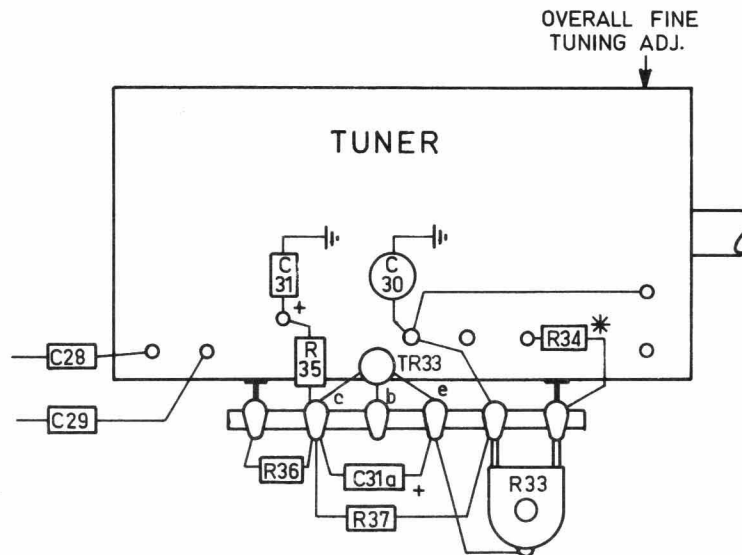 OVERALL FINE
TUNING ADJ.
TUNER
C
31
+
C
30
R34
*
C28
R
35
TR33
c
b
e
C29
R36
C31a
+
R37
R33